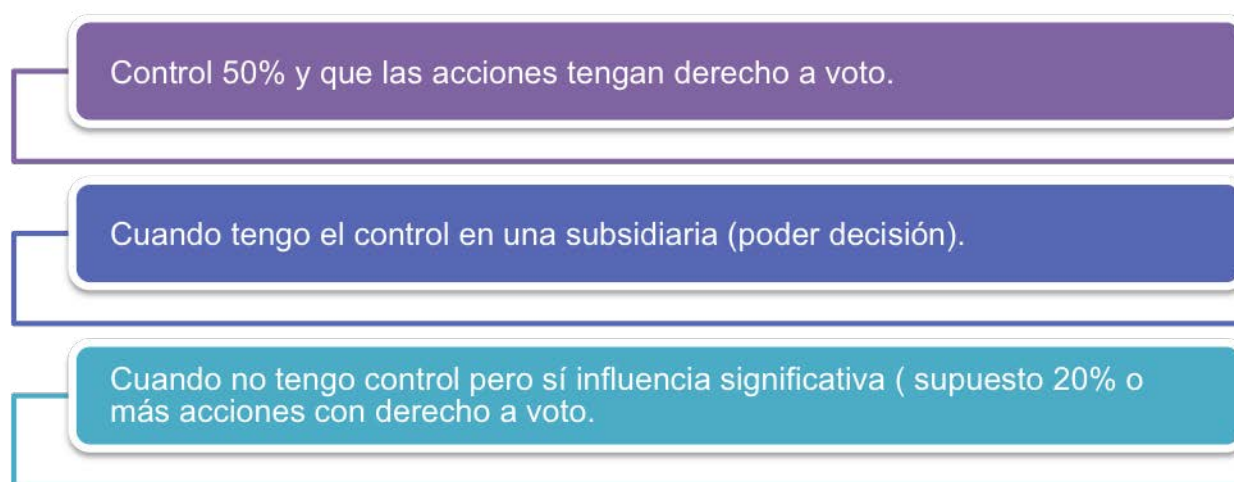 Control 50% y que las acciones tengan derecho a voto.
Cuando tengo el control en una subsidiaria (poder decisión).
Cuando no tengo control pero sí influencia significativa ( supuesto 20% o
más acciones con derecho a voto.